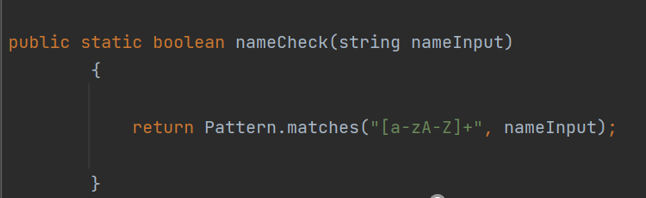 public static boolean nameCheck(string nameInput)
{
return Pattern.matches("[a-zA-Z]+", nameInput);
}